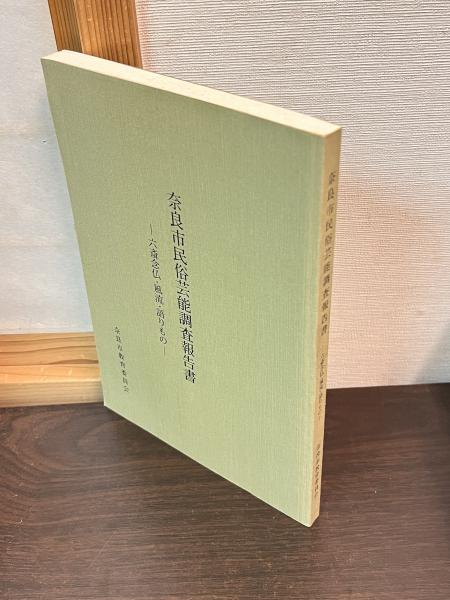 奈良市民俗芸能調査報告書
―六斎念仏・風流・語りもの―
奈良市教育委員会
奈良市民俗芸能調査報告書